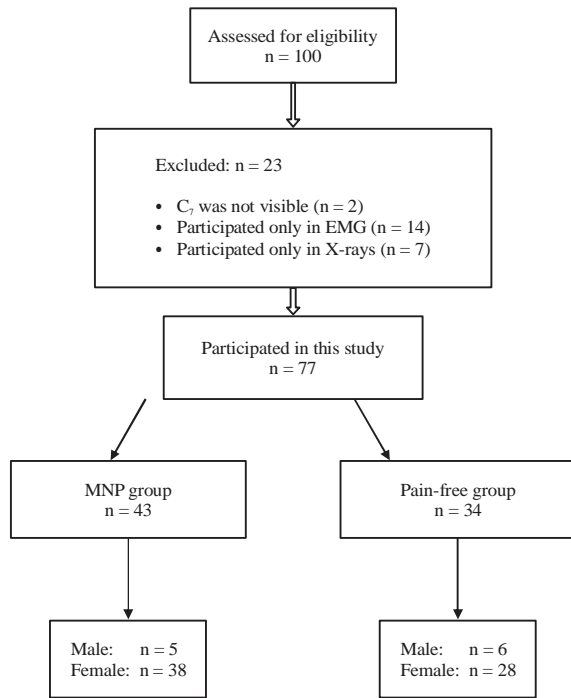 Assessed for eligibility
n = 100
Excluded: n = 23
• C₇ was not visible (n = 2)
• Participated only in EMG (n = 14)
• Participated only in X-rays (n = 7)
Participated in this study
n = 77
MNP group
n = 43
Pain-free group
n = 34
Male: n = 5
Female: n = 38
Male: n = 6
Female: n = 28